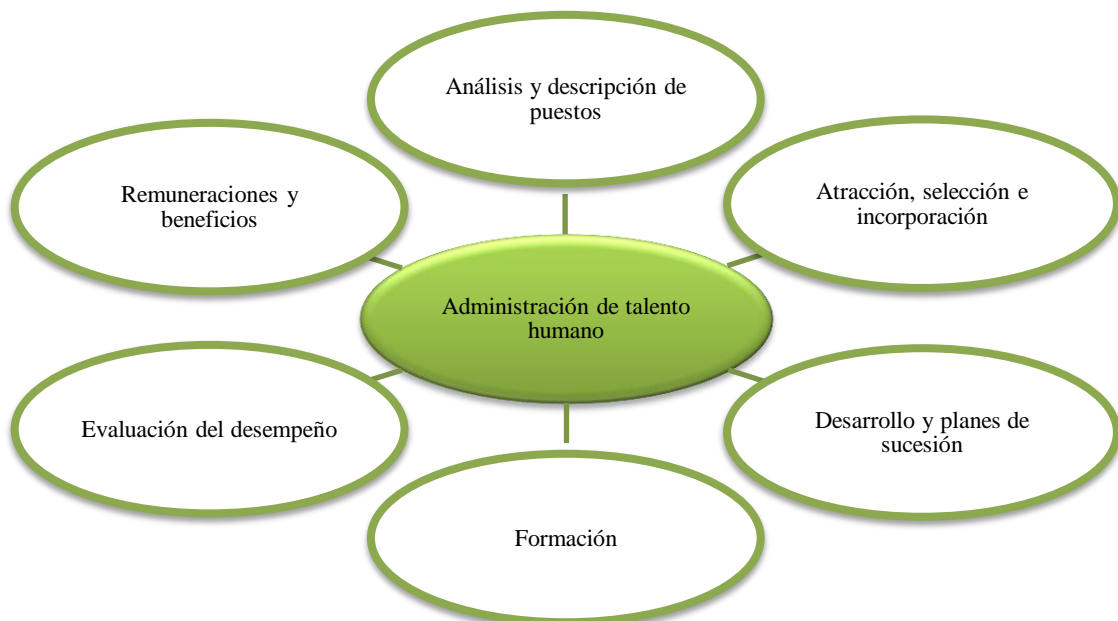 Análisis y descripción de
puestos
Remuneraciones y
beneficios
Atracción, selección e
incorporación
Administración de talento
humano
Evaluación del desempeño
Desarrollo y planes de
sucesión
Formación